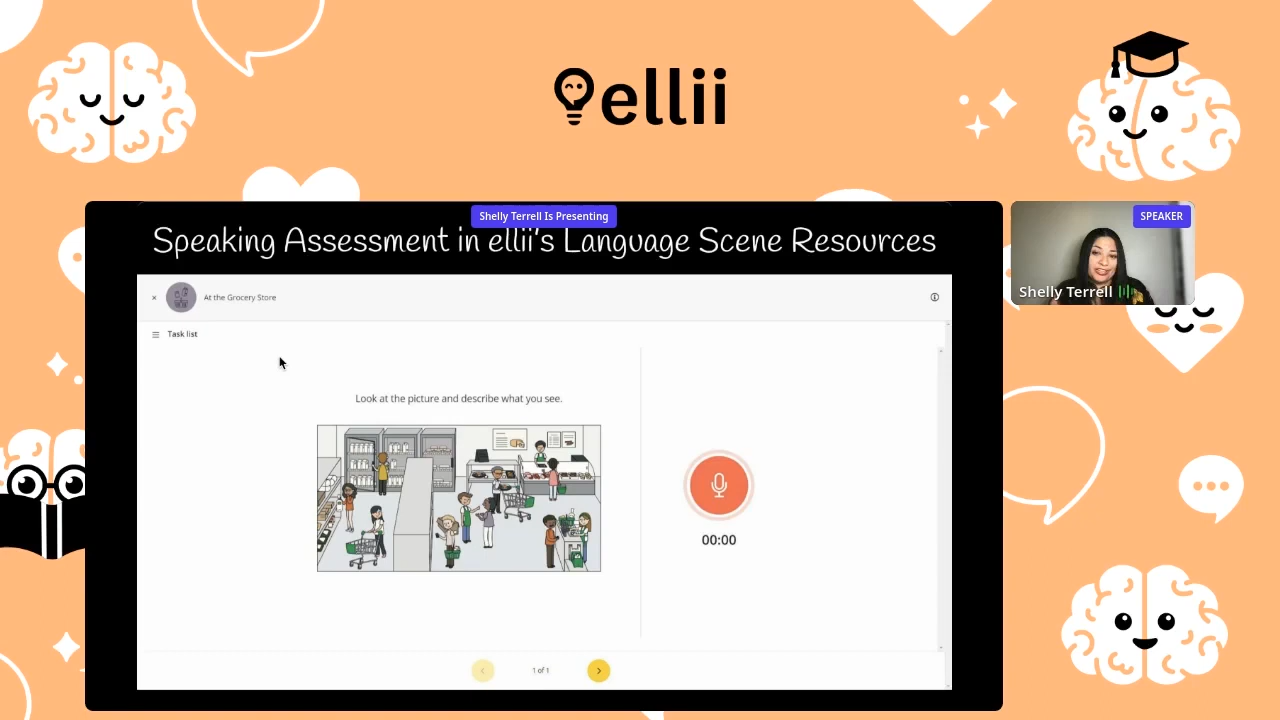 ellii
Shelly Terrell Is Presenting
SPEAKER
Speaking Assessment in ellii's Language Scene Resources
Shelly Terrell
× At the Grocery Store
Task list
Look at the picture and describe what you see.
00:00
1 of 1